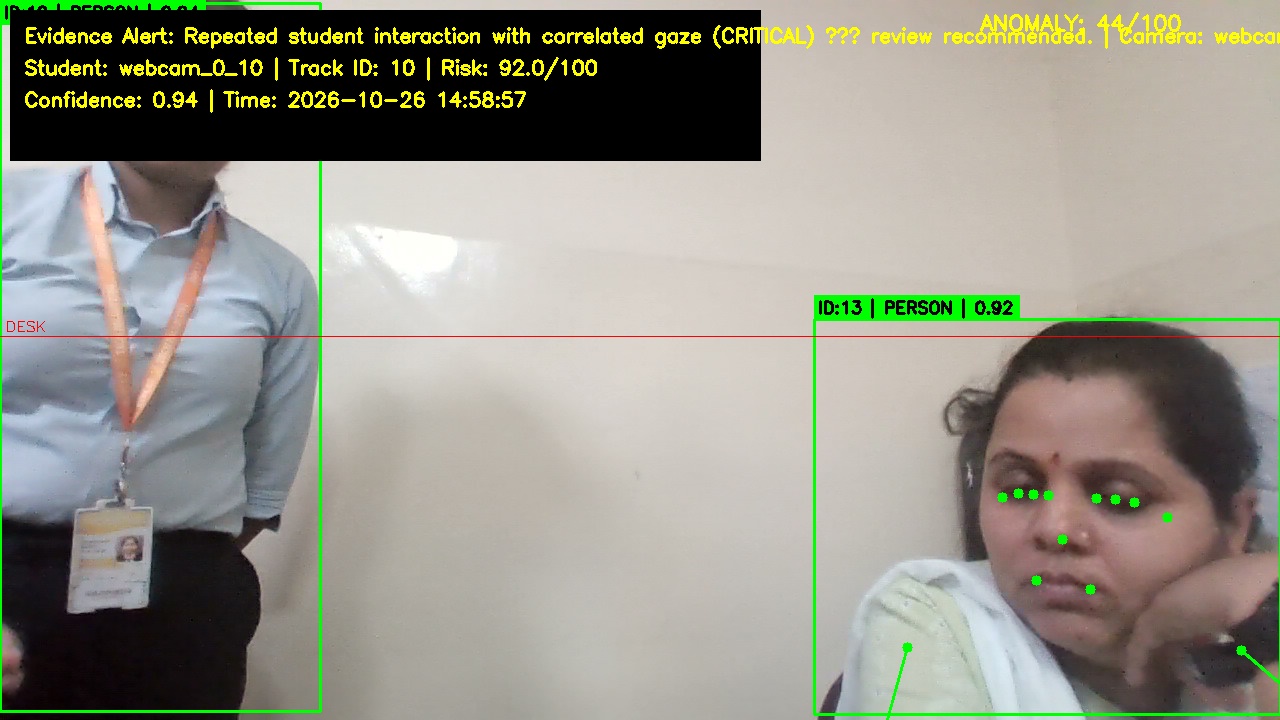 ANOMALY: 44/100
Evidence Alert: Repeated student interaction with correlated gaze (CRITICAL) ??? review recommended. | Camera: webca
Student: webcam_0_10 | Track ID: 10 | Risk: 92.0/100
Confidence: 0.94 | Time: 2026-10-26 14:58:57
ID:13 | PERSON | 0.92
DESK